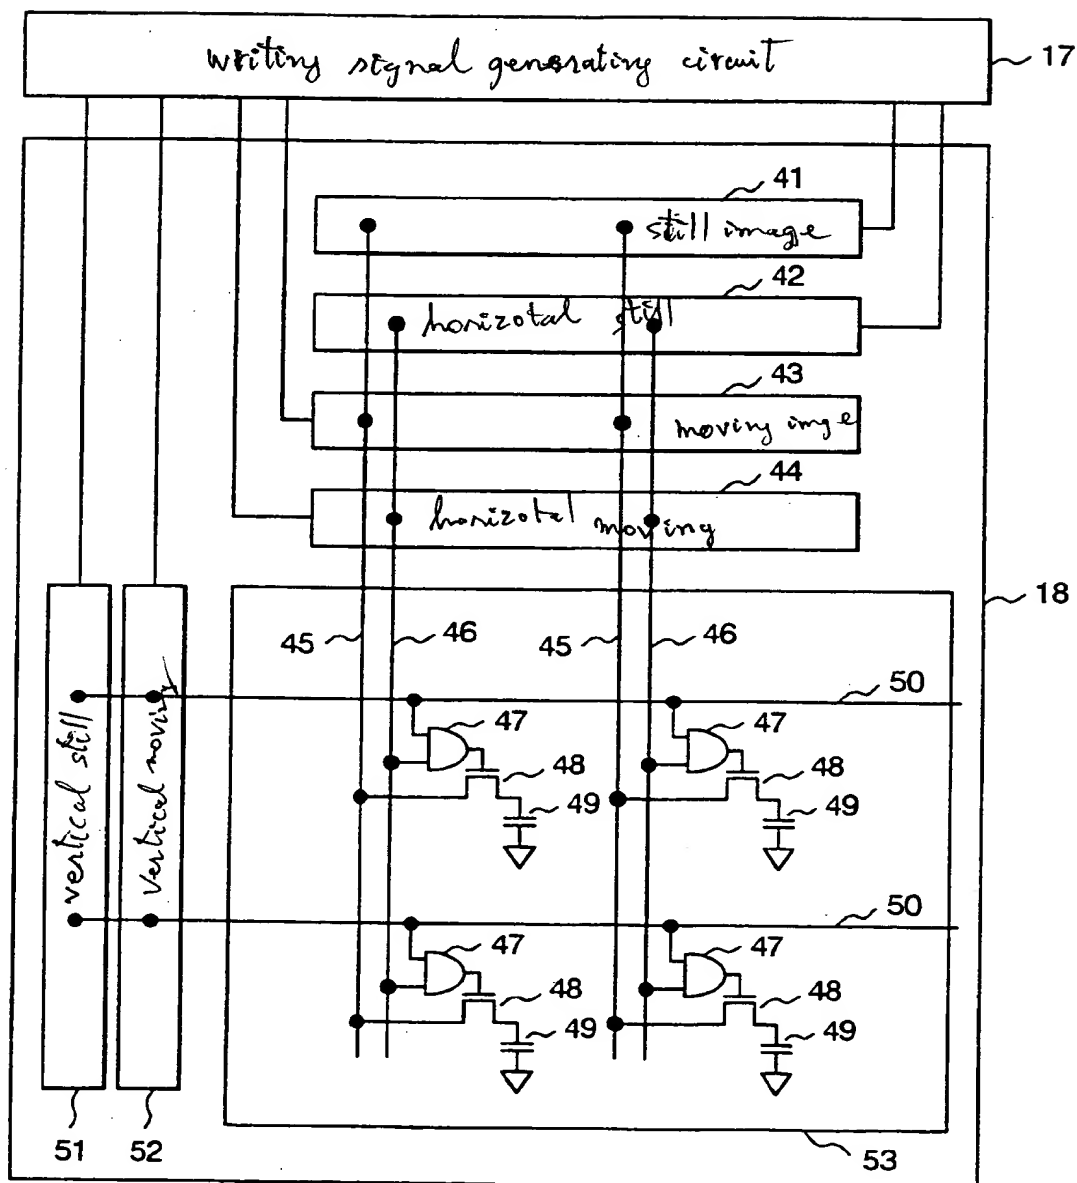 writing signal generating circuit
17
41
still image
42
horizotal still
43
moving imge
44
horizotal moving
18
45 46 45 46
50
47 47
48 48
49 49
vertical still
vertical moving
50
47 47
48 48
49 49
51 52
53